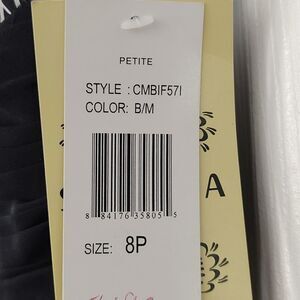 PETITE
STYLE : CMBIF57I
COLOR: B/M
8 84176 35805 5
SIZE: 8P
A